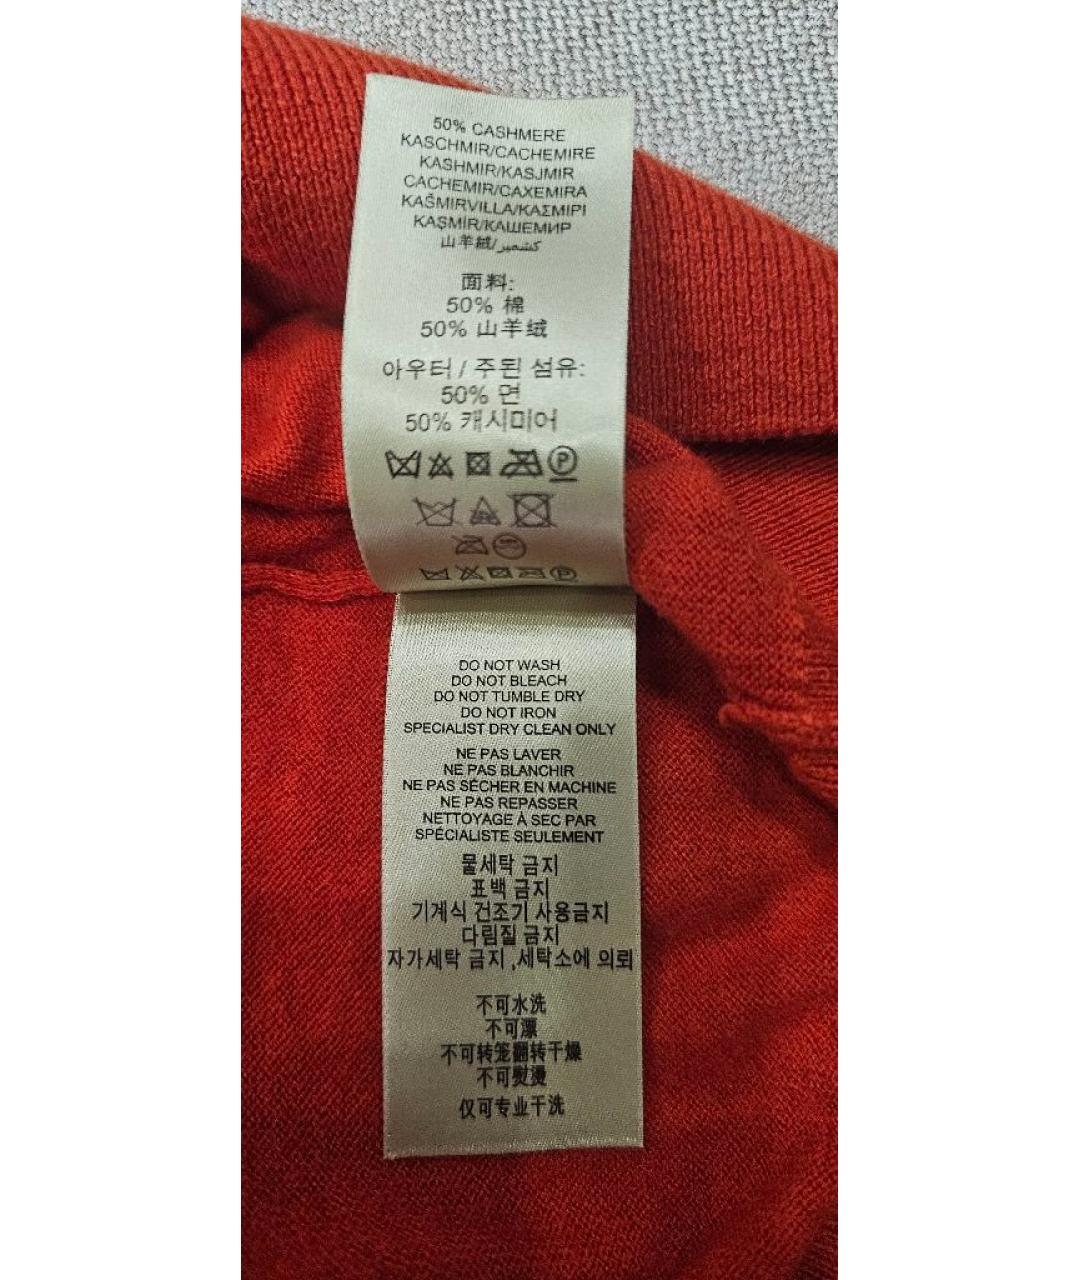 50% CASHMERE
KASCHMIR/CACHEMIRE
KASHMIR/KASJMIR
CACHEMIR/CAXEMIRA
KAŠMIRVILLA/ΚΑΣΜΙΡΙ
KAŞMİR/КАШЕМИР
山羊絨/كشمير
面料:
50% 棉
50% 山羊绒
아우터 / 주된 섬유:
50% 면
50% 캐시미어
P
DO NOT WASH
DO NOT BLEACH
DO NOT TUMBLE DRY
DO NOT IRON
SPECIALIST DRY CLEAN ONLY
NE PAS LAVER
NE PAS BLANCHIR
NE PAS SÉCHER EN MACHINE
NE PAS REPASSER
NETTOYAGE À SEC PAR
SPÉCIALISTE SEULEMENT
물세탁 금지
표백 금지
기계식 건조기 사용금지
다림질 금지
자가세탁 금지 ,세탁소에 의뢰
不可水洗
不可漂
不可转笼翻转干燥
不可熨烫
仅可专业干洗